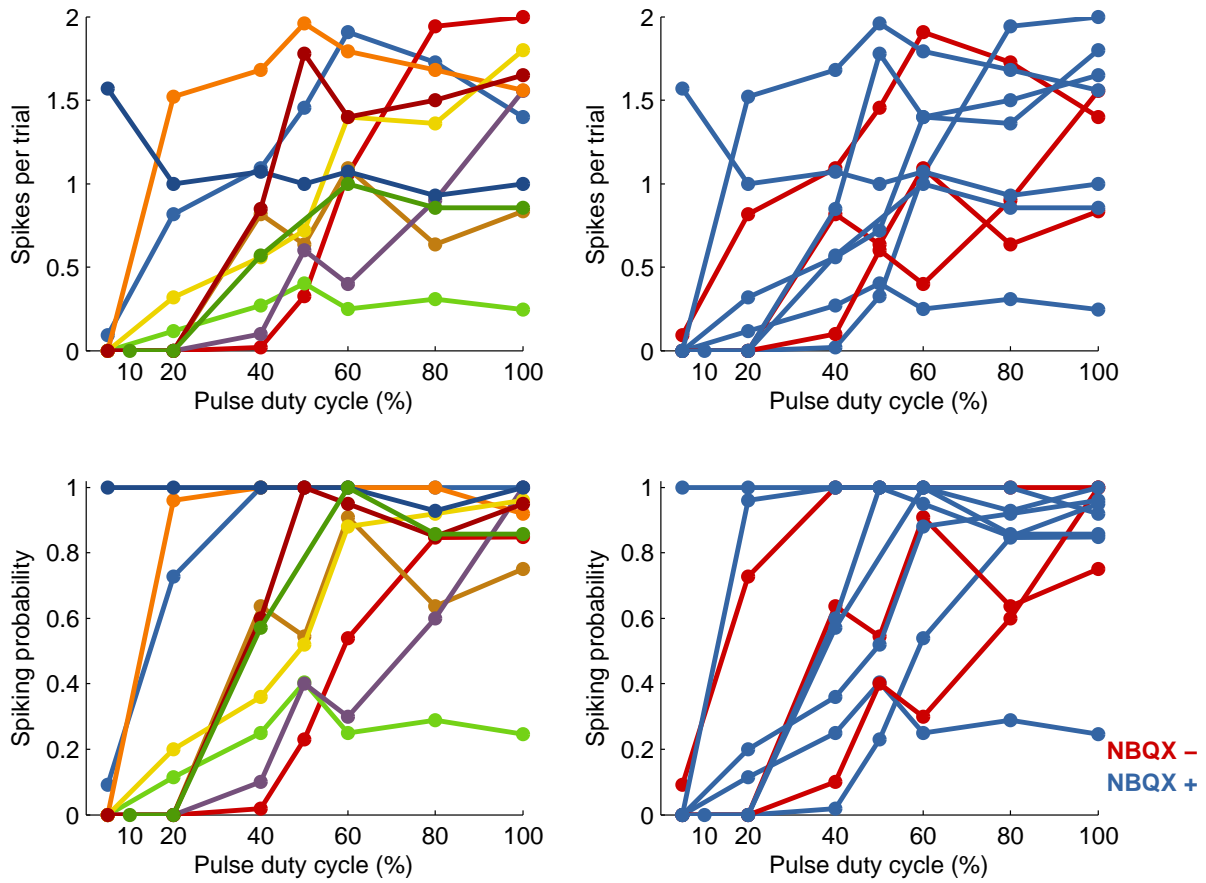 Spikes per trial
2
1.5
1
0.5
0
10 20 40 60 80 100
Pulse duty cycle (%)
Spikes per trial
2
1.5
1
0.5
0
10 20 40 60 80 100
Pulse duty cycle (%)
Spiking probability
1
0.8
0.6
0.4
0.2
0
10 20 40 60 80 100
Pulse duty cycle (%)
Spiking probability
1
0.8
0.6
0.4
0.2
0
10 20 40 60 80 100
Pulse duty cycle (%)
NBQX –
NBQX +